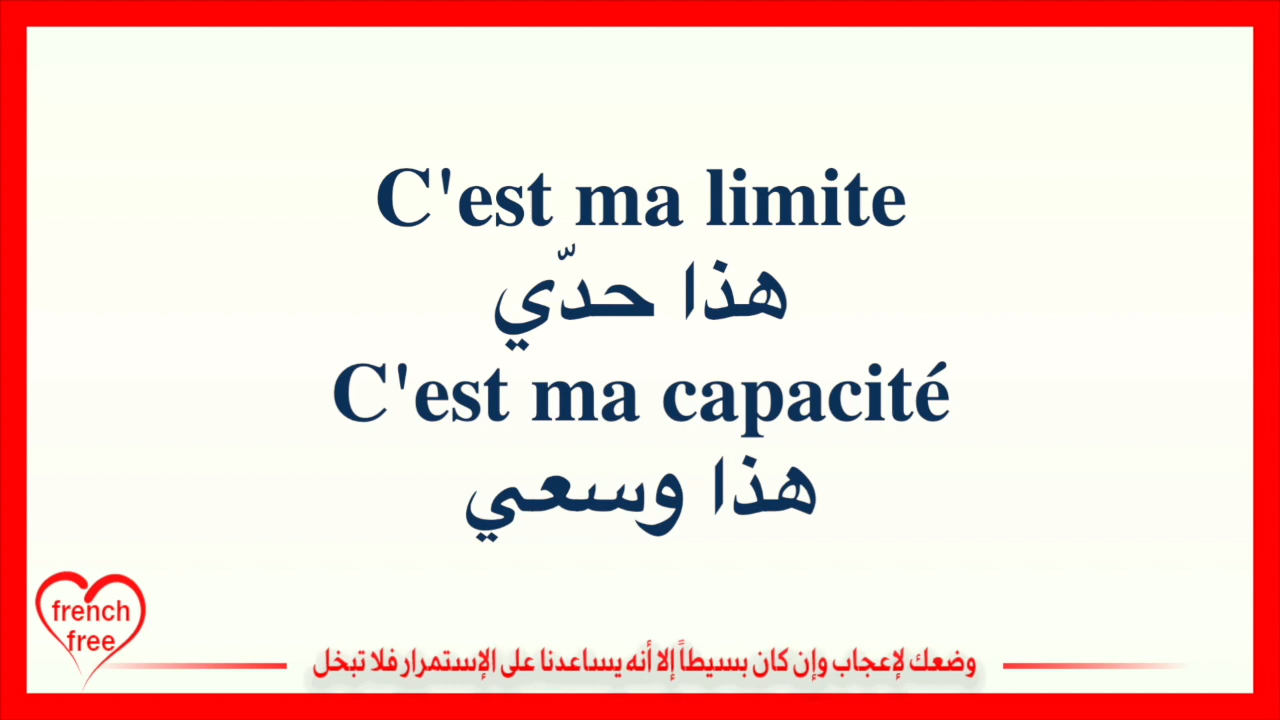 C'est ma limite
هذا حدّي
C'est ma capacité
هذا وسعي
french
free
وضعك لإعجاب وإن كان بسيطاً إلا أنه يساعدنا على الإستمرار فلا تبخل